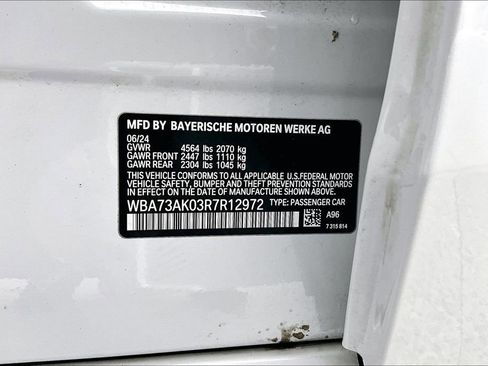 MFD BY BAYERISCHE MOTOREN WERKE AG
06/24
GVWR 4564 lbs 2070 kg
GAWR FRONT 2447 lbs 1110 kg
GAWR REAR 2304 lbs 1045 kg
THIS VEHICLE CONFORMS TO ALL APPLICABLE U.S.FEDERAL MOTOR
VEHICLE SAFETY, BUMPER, AND THEFT PREVENTION STANDARDS
IN EFFECT ON THE DATE OF MANUFACTURE SHOWN ABOVE.
WBA73AK03R7R12972 TYPE: PASSENGER CAR
A96
7 315 814